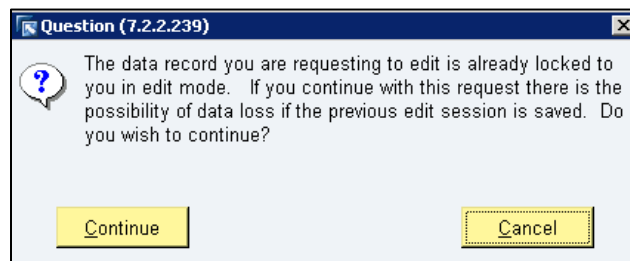 Question (7.2.2.239)
The data record you are requesting to edit is already locked to
you in edit mode. If you continue with this request there is the
possibility of data loss if the previous edit session is saved. Do
you wish to continue?
Continue
Cancel